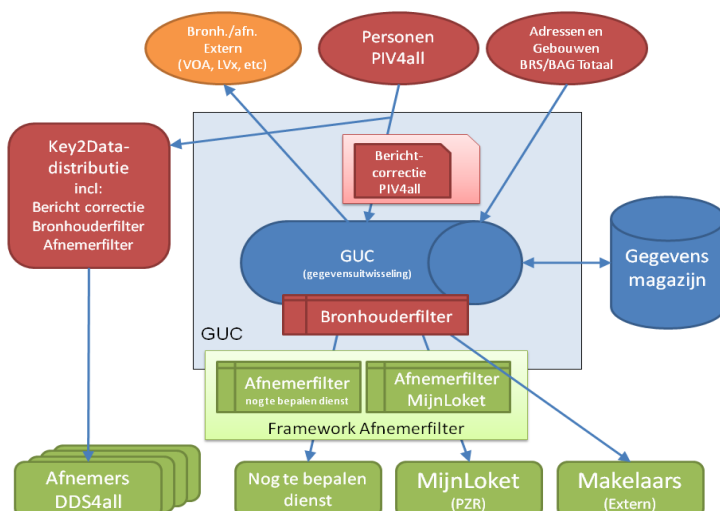 Bronh./afn.
Extern
(VOA, LVx, etc)
Personen
PIV4all
Adressen en
Gebouwen
BRS/BAG Totaal
Key2Data-
distributie
incl:
Bericht correctie
Bronhouderfilter
Afnemerfilter
Bericht-
correctie
PIV4all
GUC
(gegevensuitwisseling)
Gegevens
magazijn
Bronhouderfilter
GUC
Afnemerfilter
nog te bepalen dienst
Afnemerfilter
MijnLoket
Framework Afnemerfilter
Afnemers
DDS4all
Nog te bepalen
dienst
MijnLoket
(PZR)
Makelaars
(Extern)